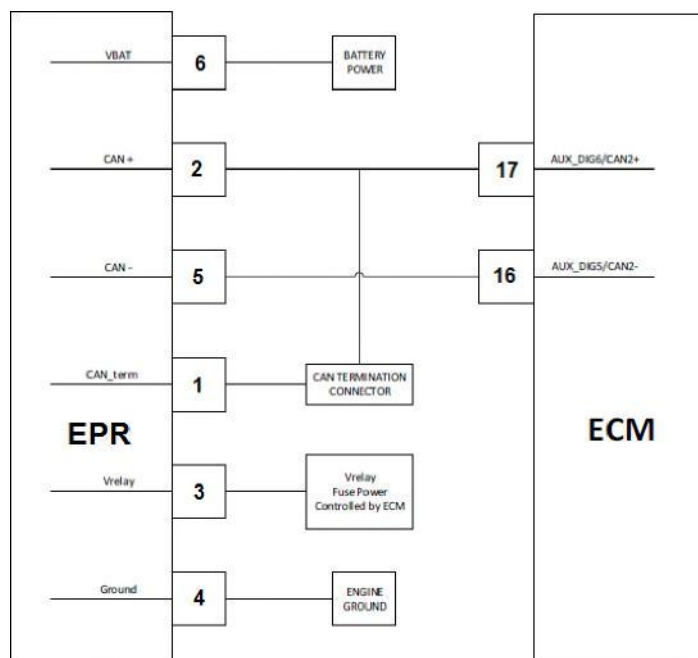 VBAT
6
BATTERY
POWER
CAN +
2
17
AUX_DIG6/CAN2+
CAN -
5
16
AUX_DIG5/CAN2-
CAN_term
1
CAN TERMINATION
CONNECTOR
EPR
ECM
Vrelay
3
Vrelay
Fuse Power
Controlled by ECM
Ground
4
ENGINE
GROUND